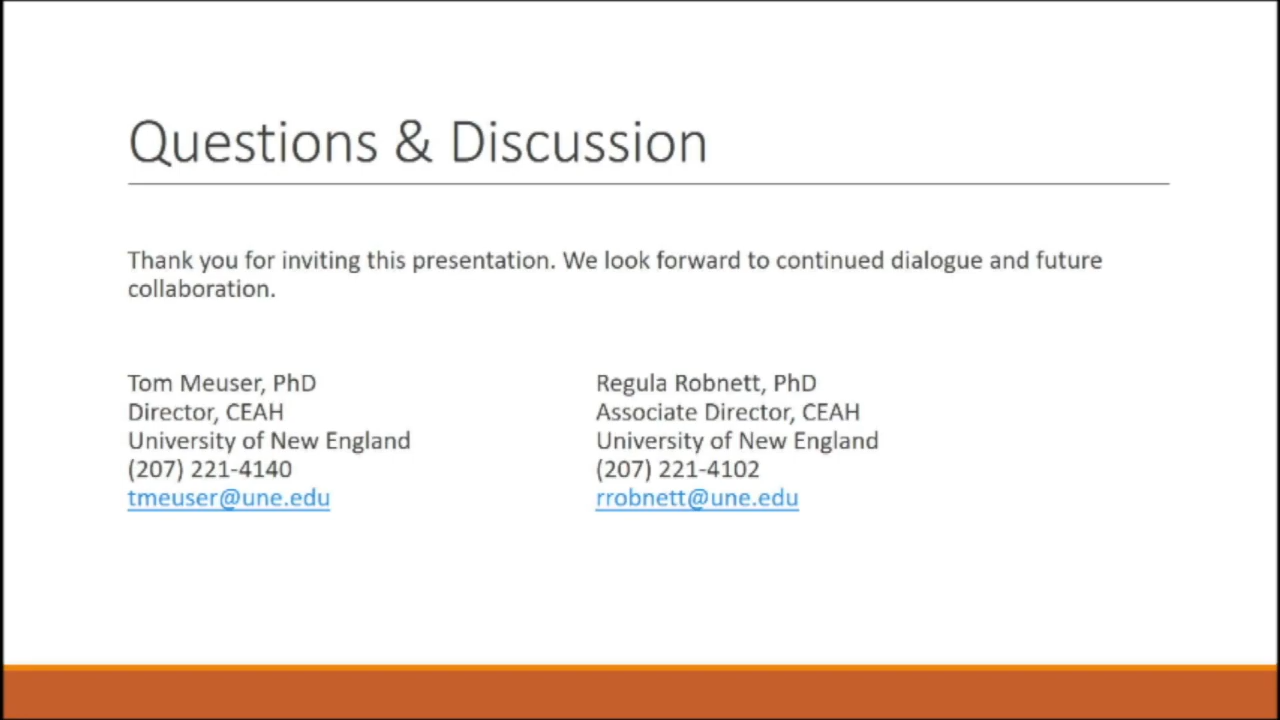 Questions & Discussion
Thank you for inviting this presentation. We look forward to continued dialogue and future
collaboration.
Tom Meuser, PhD
Director, CEAH
University of New England
(207) 221-4140
tmeuser@une.edu
Regula Robnett, PhD
Associate Director, CEAH
University of New England
(207) 221-4102
rrobnett@une.edu